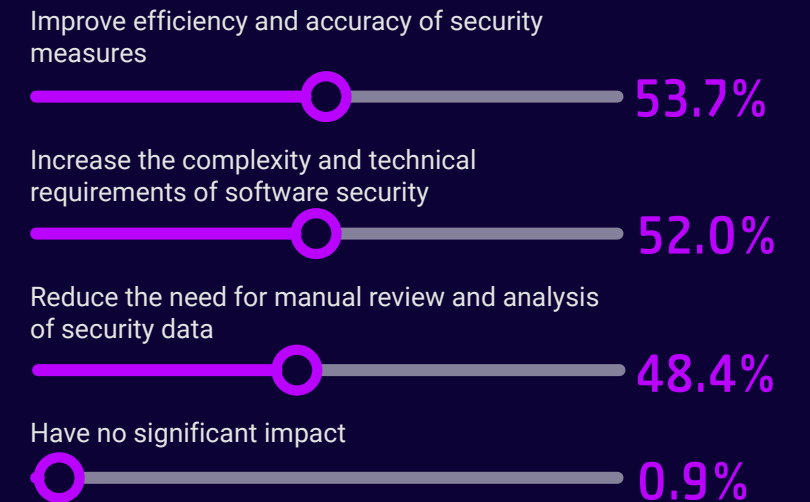 Improve efficiency and accuracy of security
measures
53.7%
Increase the complexity and technical
requirements of software security
52.0%
Reduce the need for manual review and analysis
of security data
48.4%
Have no significant impact
0.9%